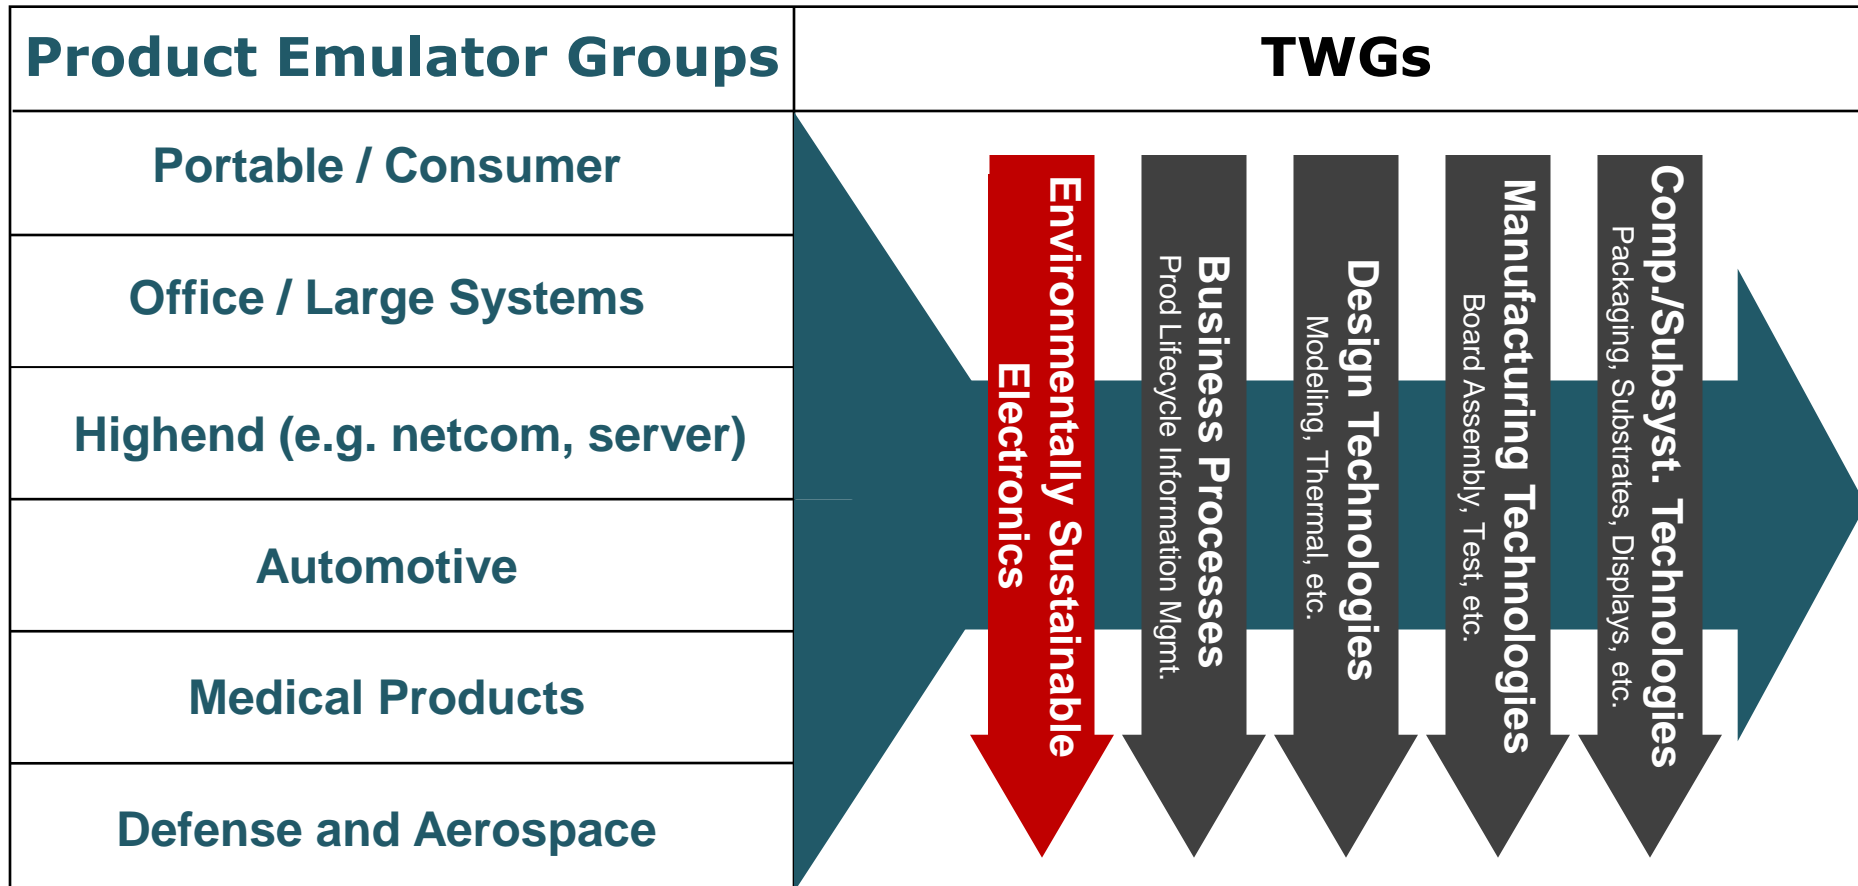 Product Emulator Groups
TWGs
Portable / Consumer
Office / Large Systems
Highend (e.g. netcom, server)
Automotive
Medical Products
Defense and Aerospace
Environmentally Sustainable
Electronics
Business Processes
Prod Lifecycle Information Mgmt.
Design Technologies
Modeling, Thermal, etc.
Manufacturing Technologies
Board Assembly, Test, etc.
Comp./Subsyst. Technologies
Packaging, Substrates, Displays, etc.